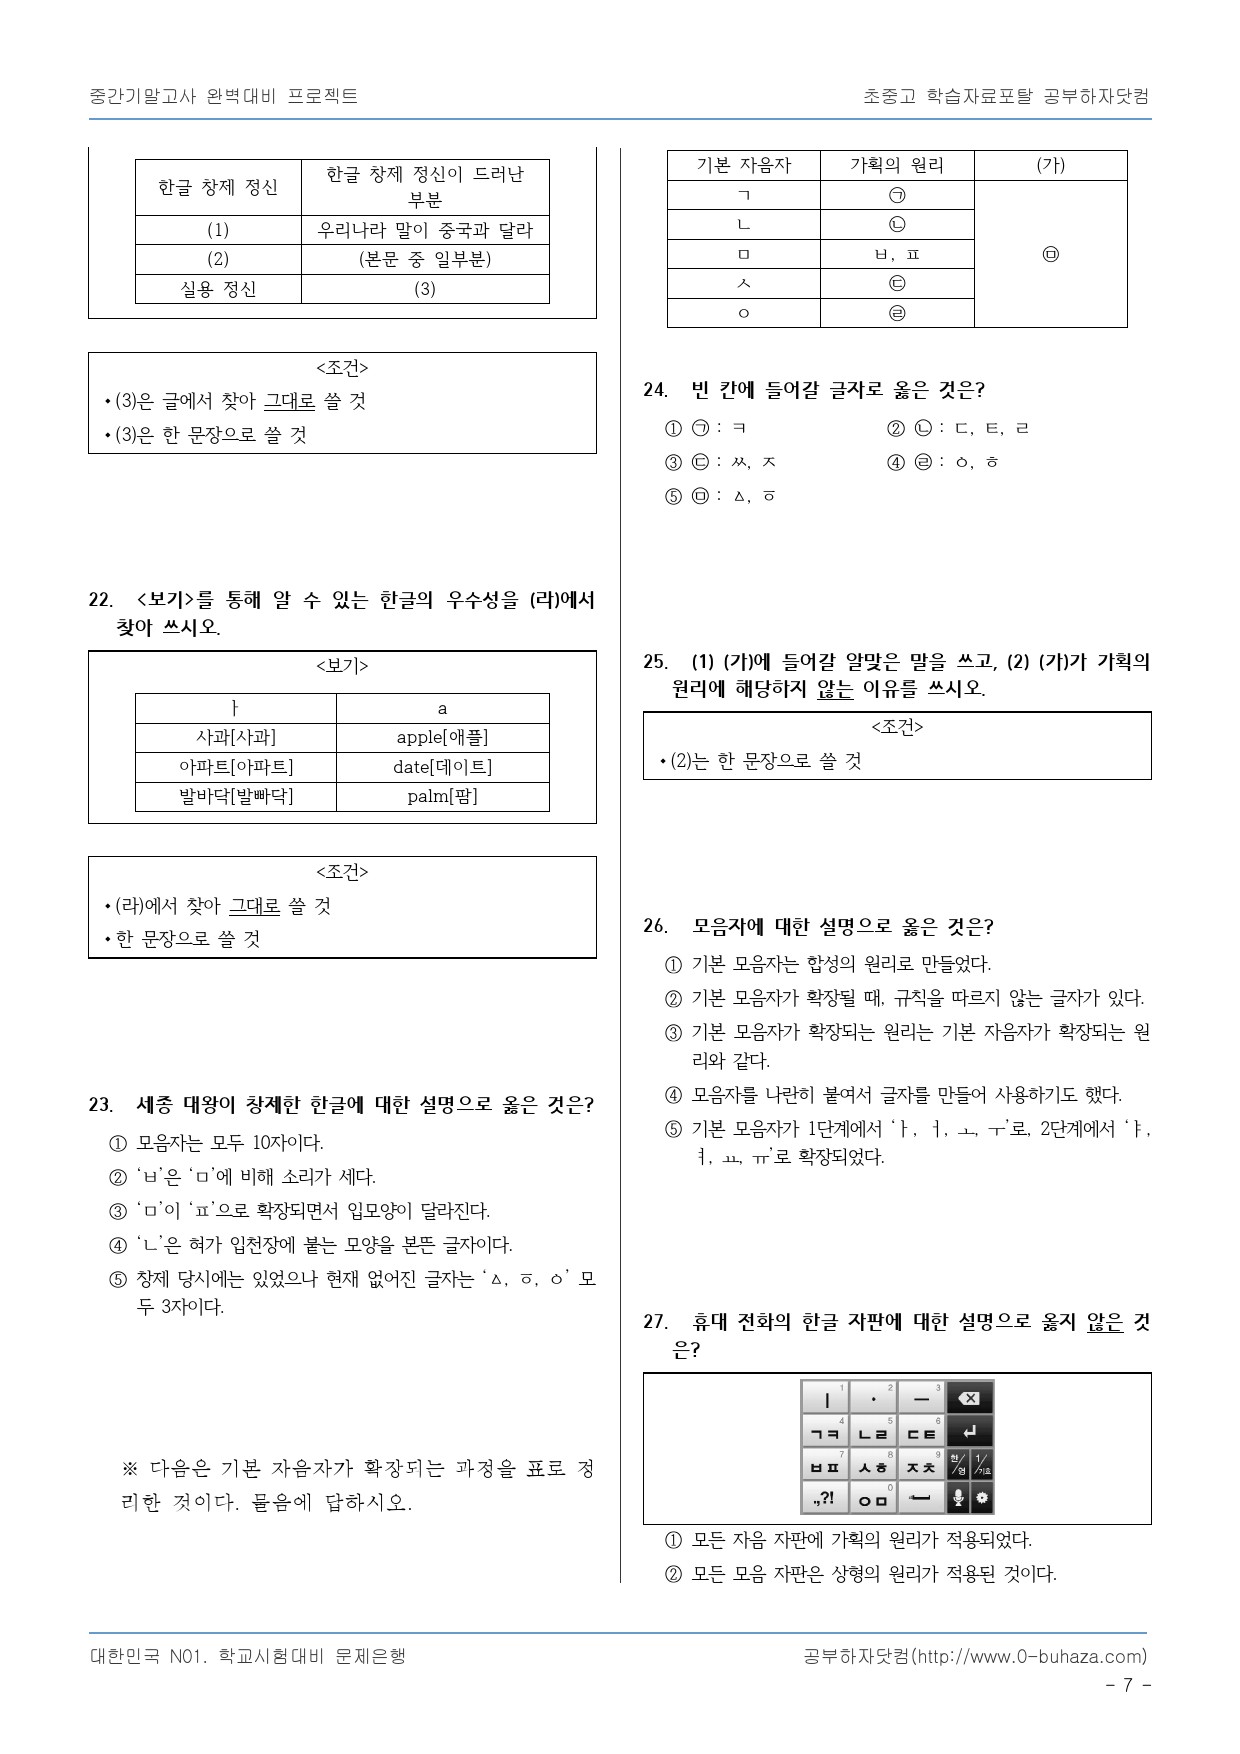 중간기말고사 완벽대비 프로젝트
초중고 학습자료포탈 공부하자닷컴
한글 창제 정신
한글 창제 정신이 드러난
부분
(1)
우리나라 말이 중국과 달라
(2)
(본문 중 일부분)
실용 정신
(3)
<조건>
•(3)은 글에서 찾아 그대로 쓸 것
•(3)은 한 문장으로 쓸 것
22. <보기>를 통해 알 수 있는 한글의 우수성을 (라)에서
찾아 쓰시오.
<보기>
ㅏ
a
사과[사과]
apple[애플]
아파트[아파트]
date[데이트]
발바닥[발빠닥]
palm[팜]
<조건>
•(라)에서 찾아 그대로 쓸 것
•한 문장으로 쓸 것
23. 세종 대왕이 창제한 한글에 대한 설명으로 옳은 것은?
① 모음자는 모두 10자이다.
② ‘ㅂ’은 ‘ㅁ’에 비해 소리가 세다.
③ ‘ㅁ’이 ‘ㅍ’으로 확장되면서 입모양이 달라진다.
④ ‘ㄴ’은 혀가 입천장에 붙는 모양을 본뜬 글자이다.
⑤ 창제 당시에는 있었으나 현재 없어진 글자는 ‘ㅿ, ㆆ, ㆁ’ 모
두 3자이다.
※ 다음은 기본 자음자가 확장되는 과정을 표로 정
리한 것이다. 물음에 답하시오.
기본 자음자
가획의 원리
(가)
ㄱ
㉠
ㄴ
㉡
ㅁ
ㅂ, ㅍ
㉤
ㅅ
㉢
ㅇ
㉣
24. 빈 칸에 들어갈 글자로 옳은 것은?
① ㉠ : ㅋ
② ㉡ : ㄷ, ㅌ, ㄹ
③ ㉢ : ㅆ, ㅈ
④ ㉣ : ㆁ, ㅎ
⑤ ㉤ : ㅿ, ㆆ
25. (1) (가)에 들어갈 알맞은 말을 쓰고, (2) (가)가 가획의
원리에 해당하지 않는 이유를 쓰시오.
<조건>
•(2)는 한 문장으로 쓸 것
26. 모음자에 대한 설명으로 옳은 것은?
① 기본 모음자는 합성의 원리로 만들었다.
② 기본 모음자가 확장될 때, 규칙을 따르지 않는 글자가 있다.
③ 기본 모음자가 확장되는 원리는 기본 자음자가 확장되는 원
리와 같다.
④ 모음자를 나란히 붙여서 글자를 만들어 사용하기도 했다.
⑤ 기본 모음자가 1단계에서 ‘ㅏ, ㅓ, ㅗ, ㅜ’로, 2단계에서 ‘ㅑ,
ㅕ, ㅛ, ㅠ’로 확장되었다.
27. 휴대 전화의 한글 자판에 대한 설명으로 옳지 않은 것
은?
ㅣ 1 · 2 ㅡ 3
ㄱㅋ 4 ㄴㄹ 5 ㄷㅌ 6
ㅂㅍ 7 ㅅㅎ 8 ㅈㅊ 9 한/영 1/기호
.,?! ㅇㅁ 0
① 모든 자음 자판에 가획의 원리가 적용되었다.
② 모든 모음 자판은 상형의 원리가 적용된 것이다.
대한민국 N01. 학교시험대비 문제은행
공부하자닷컴(http://www.0-buhaza.com)
- 7 -